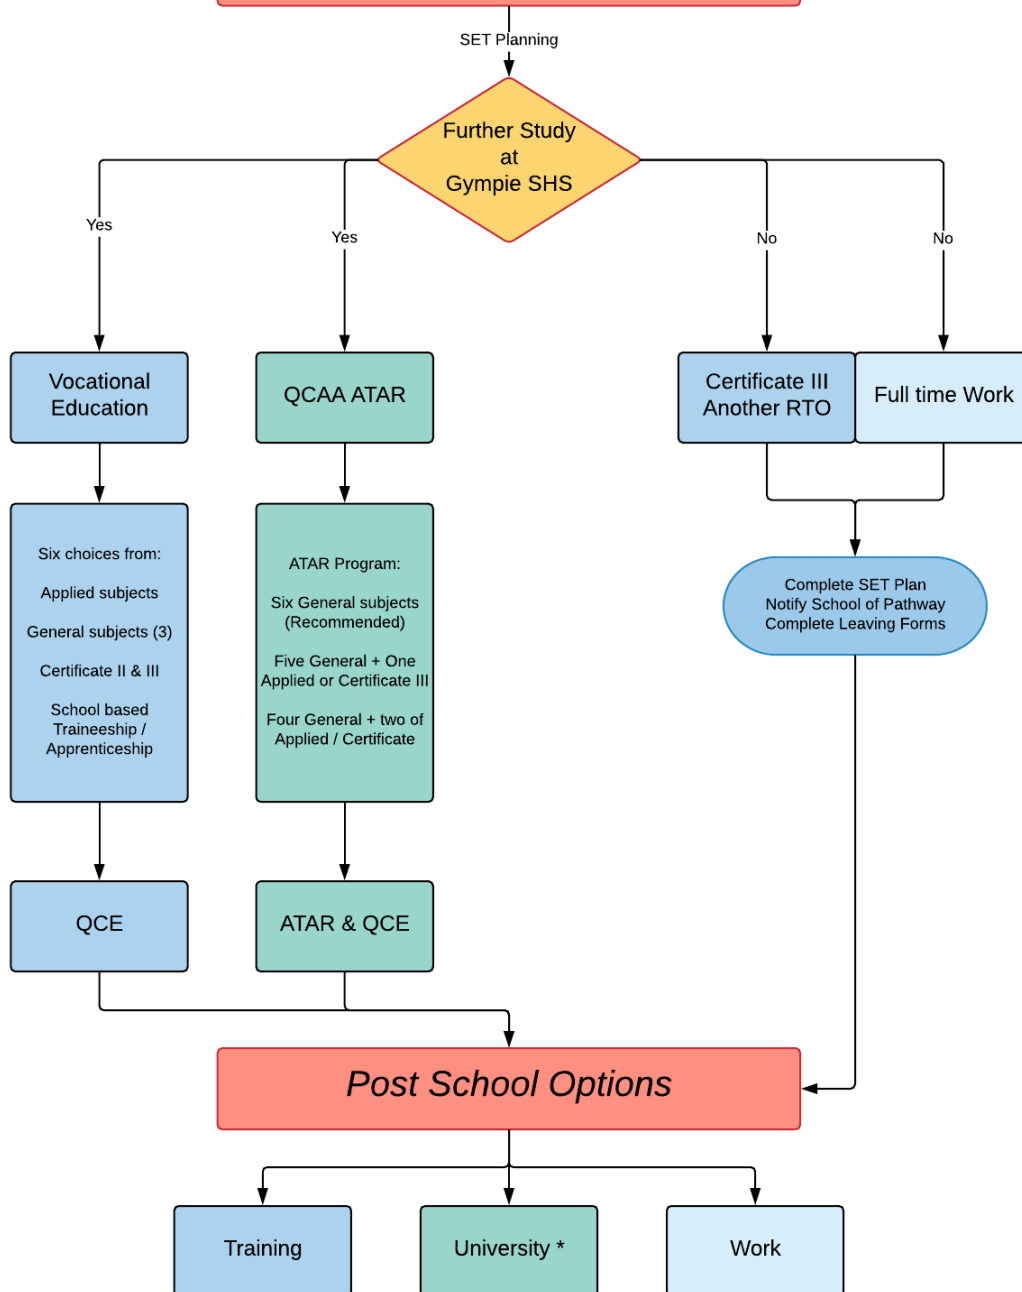 SET Planning
Further Study
at
Gympie SHS
Yes
Yes
No
No
Vocational
Education
QCAA ATAR
Certificate III
Another RTO
Full time Work
Six choices from:
Applied subjects
General subjects (3)
Certificate II & III
School based
Traineeship /
Apprenticeship
ATAR Program:
Six General subjects
(Recommended)
Five General + One
Applied or Certificate III
Four General + two of
Applied / Certificate
Complete SET Plan
Notify School of Pathway
Complete Leaving Forms
QCE
ATAR & QCE
Post School Options
Training
University *
Work